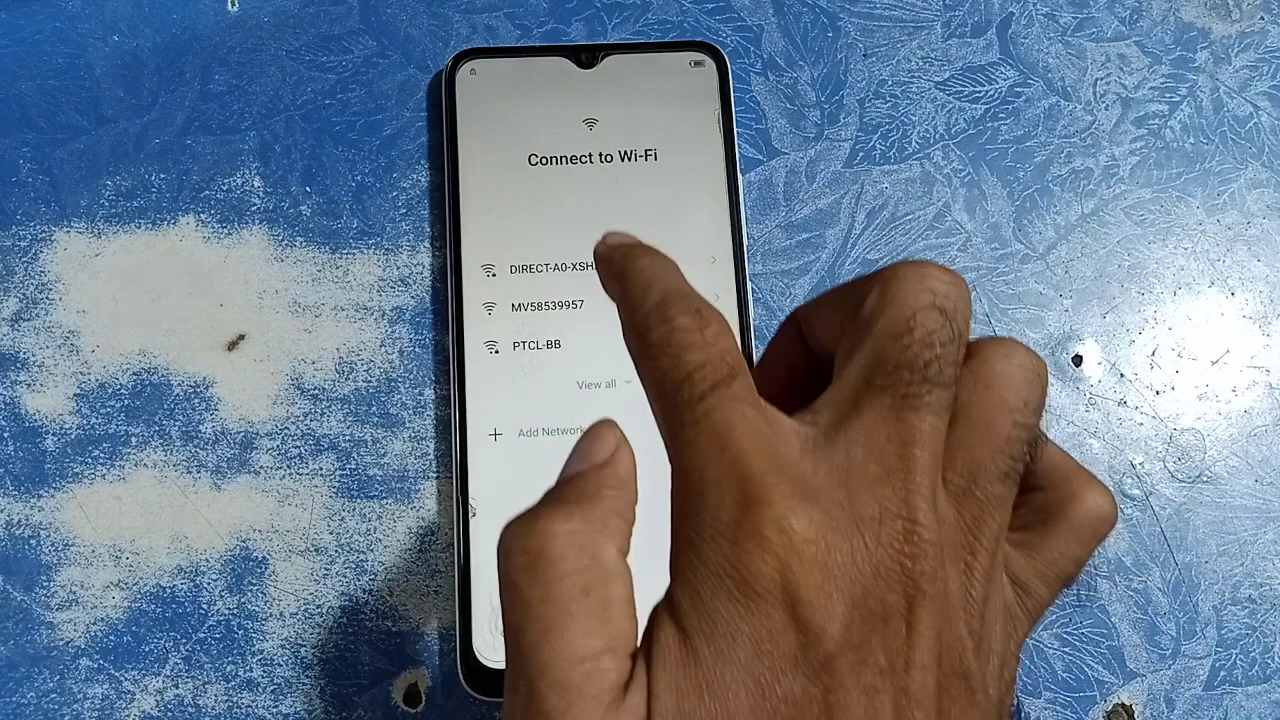 Connect to Wi-Fi
DIRECT-A0-XSH
MV58539957
PTCL-BB
View all
Add Network